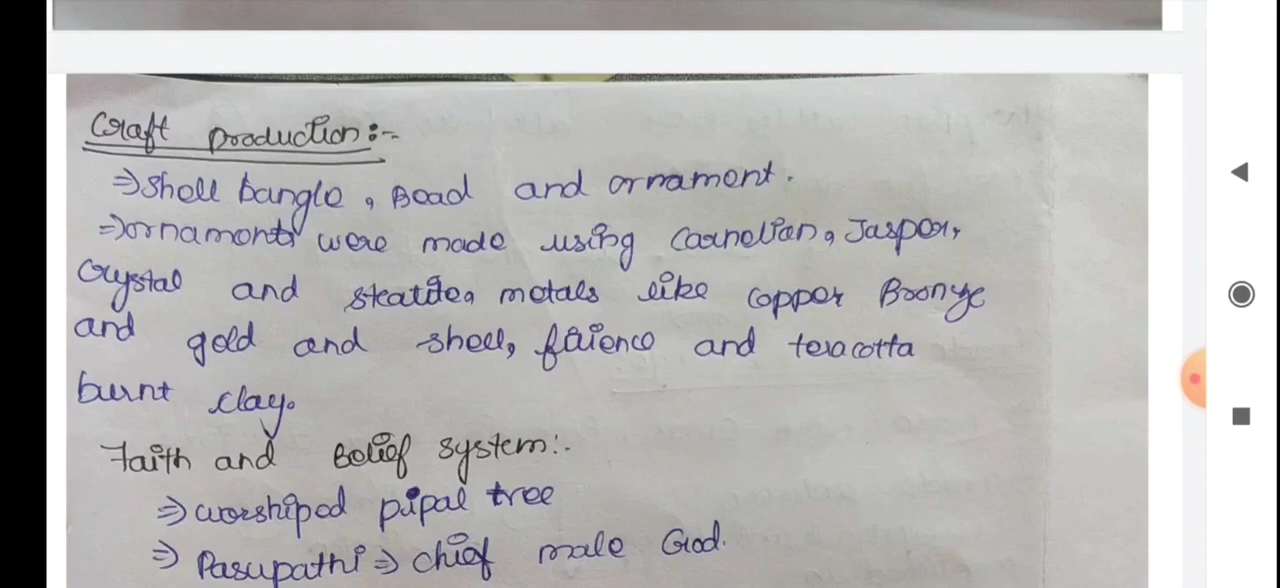 Craft production:-
⇒ Shell bangle, Bead and ornament.
⇒ ornaments were made using Carnelian, Jasper,
Crystal and steatite, metals like copper Bronze
and gold and shell, faience and teracotta
burnt clay.
Faith and Belief system:-
⇒ worshiped pipal tree
⇒ Pasupathi ⇒ chief male God.